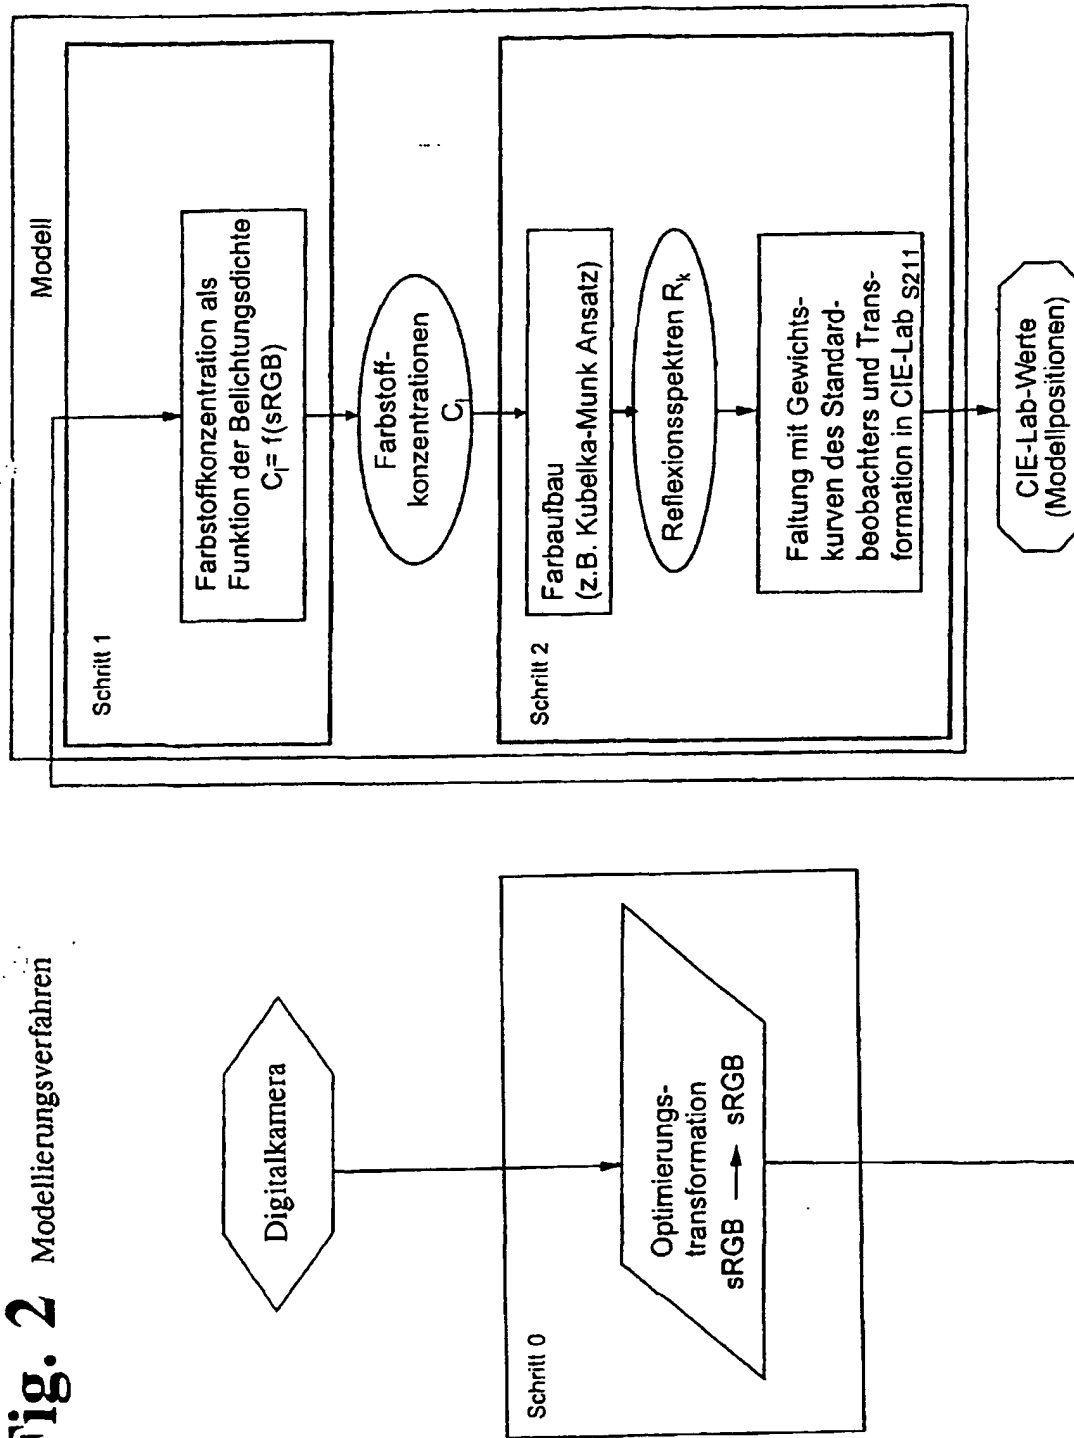 Fig. 2 Modellierungsverfahren
Digitalkamera
Schritt 0
Optimierungs-
transformation
sRGB → sRGB
Modell
Schritt 1
Farbstoffkonzentration als
Funktion der Belichtungsdichte
Ci= f(sRGB)
Farbstoff-
konzentrationen
Ci
Schritt 2
Farbaufbau
(z.B. Kubelka-Munk Ansatz)
Reflexionsspektren Rk
Faltung mit Gewichts-
kurven des Standard-
beobachters und Trans-
formation in CIE-Lab S211
CIE-Lab-Werte
(Modellpositionen)